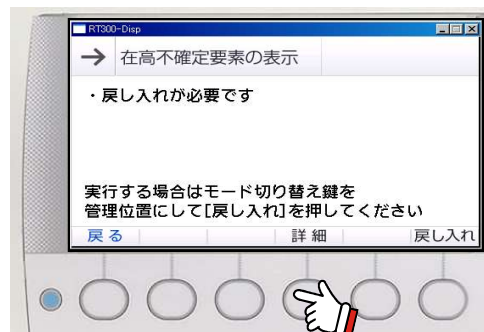 RT300-Disp
→ 在高不確定要素の表示
・戻し入れが必要です
実行する場合はモード切り替え鍵を
管理位置にして[戻し入れ]を押してください
戻る 詳細 戻し入れ